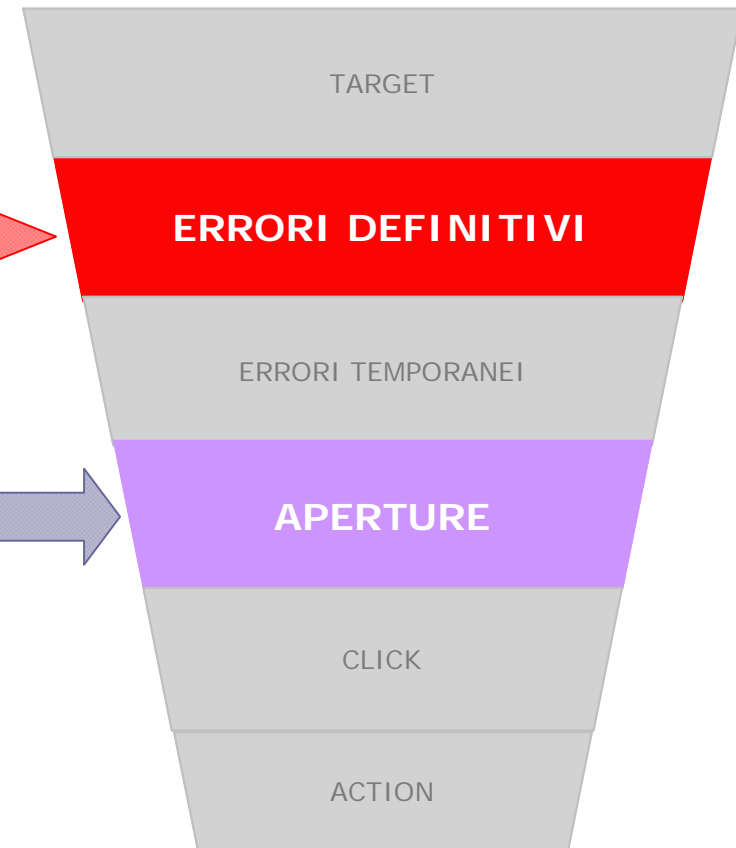 TARGET
ERRORI DEFINITIVI
ERRORI TEMPORANEI
APERTURE
CLICK
ACTION